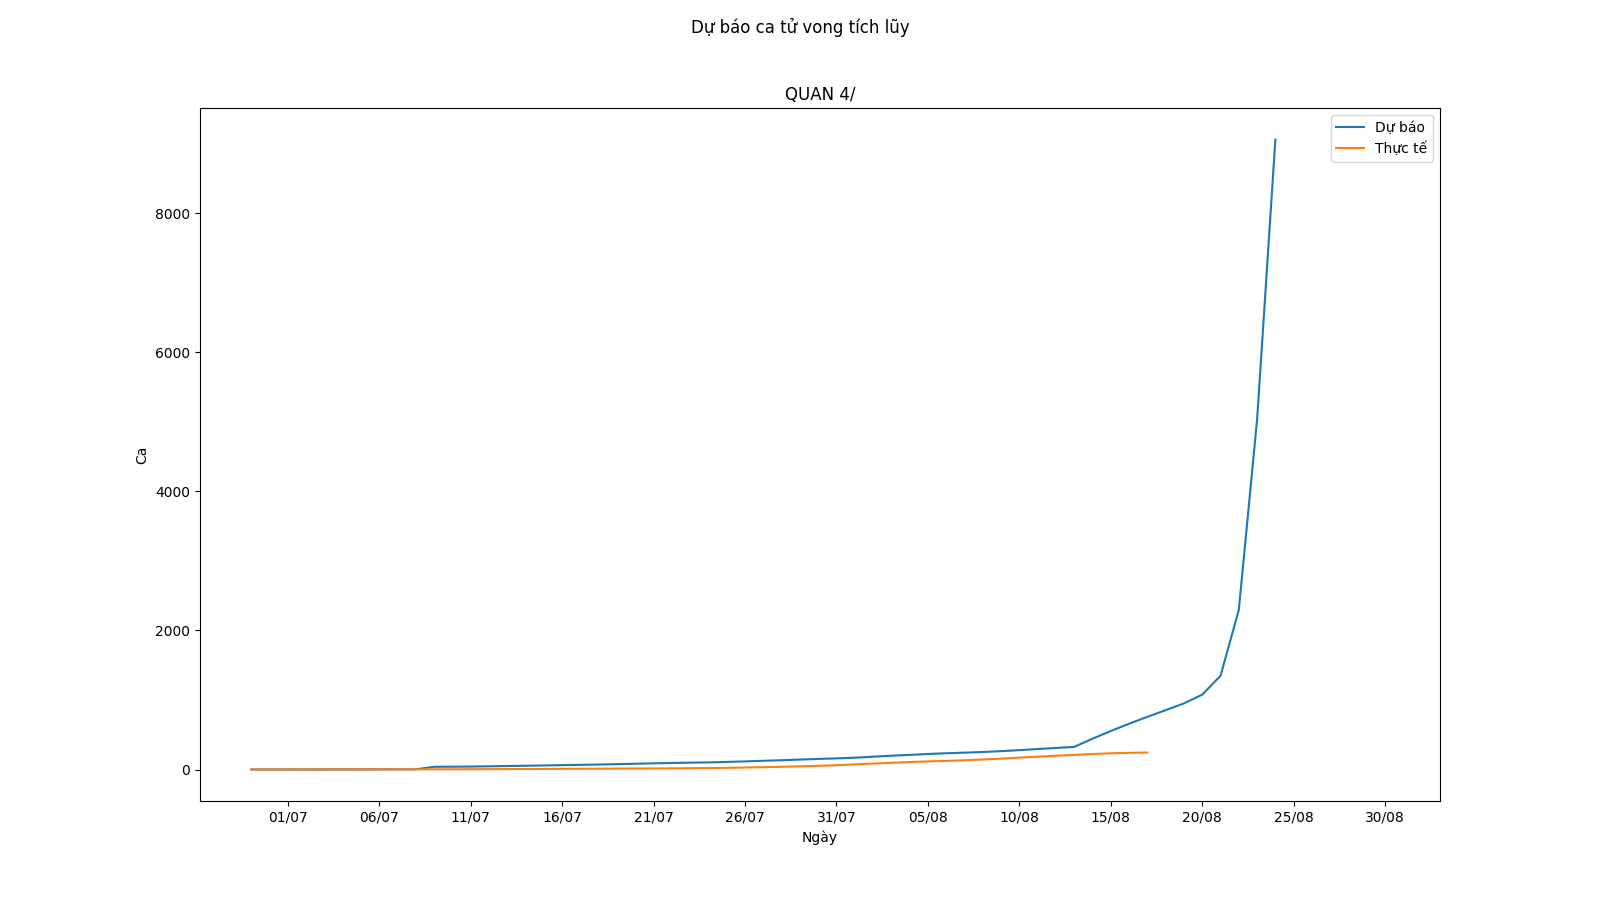 Dự báo ca tử vong tích lũy
QUAN 4/
Dự báo
Thực tế
8000
6000
4000
2000
0
Ca
01/07 06/07 11/07 16/07 21/07 26/07 31/07 05/08 10/08 15/08 20/08 25/08 30/08
Ngày